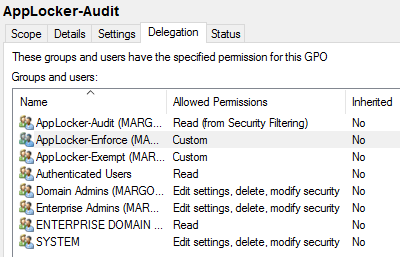 AppLocker-Audit
Scope Details Settings Delegation Status
These groups and users have the specified permission for this GPO
Groups and users:
Name Allowed Permissions Inherited
AppLocker-Audit (MARG... Read (from Security Filtering) No
AppLocker-Enforce (MA... Custom No
AppLocker-Exempt (MAR... Custom No
Authenticated Users Read No
Domain Admins (MARGO... Edit settings, delete, modify security No
Enterprise Admins (MAR... Edit settings, delete, modify security No
ENTERPRISE DOMAIN ... Read No
SYSTEM Edit settings, delete, modify security No